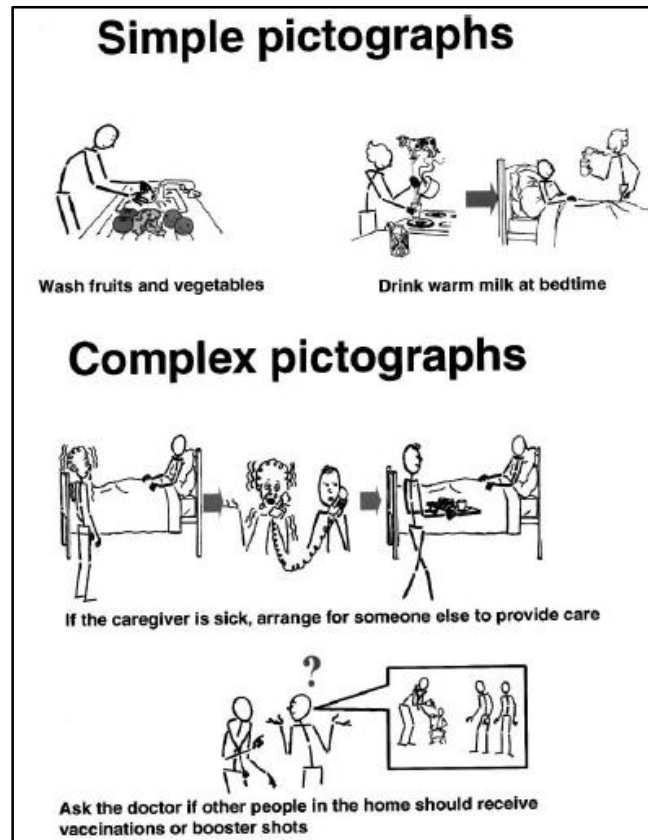 Simple pictographs
Wash fruits and vegetables
Drink warm milk at bedtime
Complex pictographs
If the caregiver is sick, arrange for someone else to provide care
?
Ask the doctor if other people in the home should receive
vaccinations or booster shots